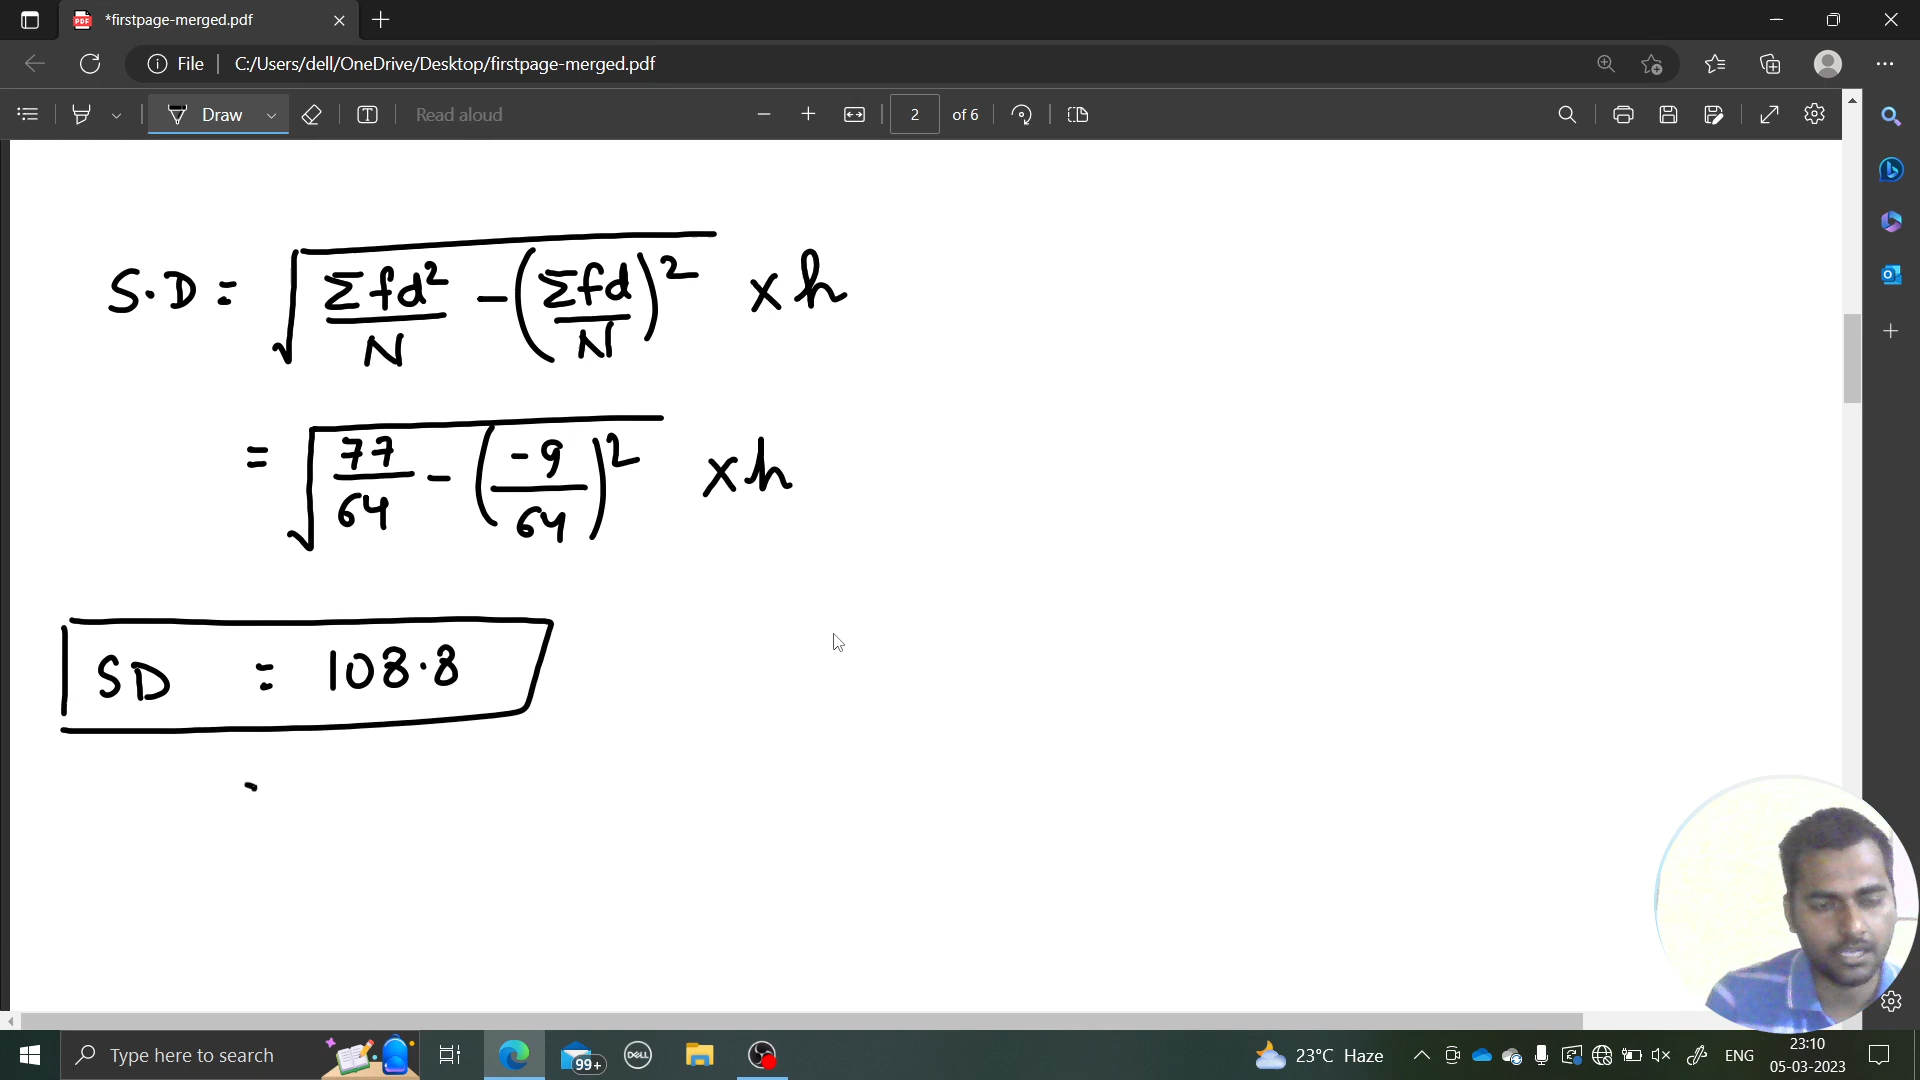 *firstpage-merged.pdf
File | C:/Users/dell/OneDrive/Desktop/firstpage-merged.pdf
Draw Read aloud 2 of 6
S.D = √(Σfd²/N - (Σfd/N)²) × h
= √(77/64 - (-9/64)²) × h
SD = 108.8
Type here to search
99+
DELL
23°C Haze
ENG
23:10
05-03-2023